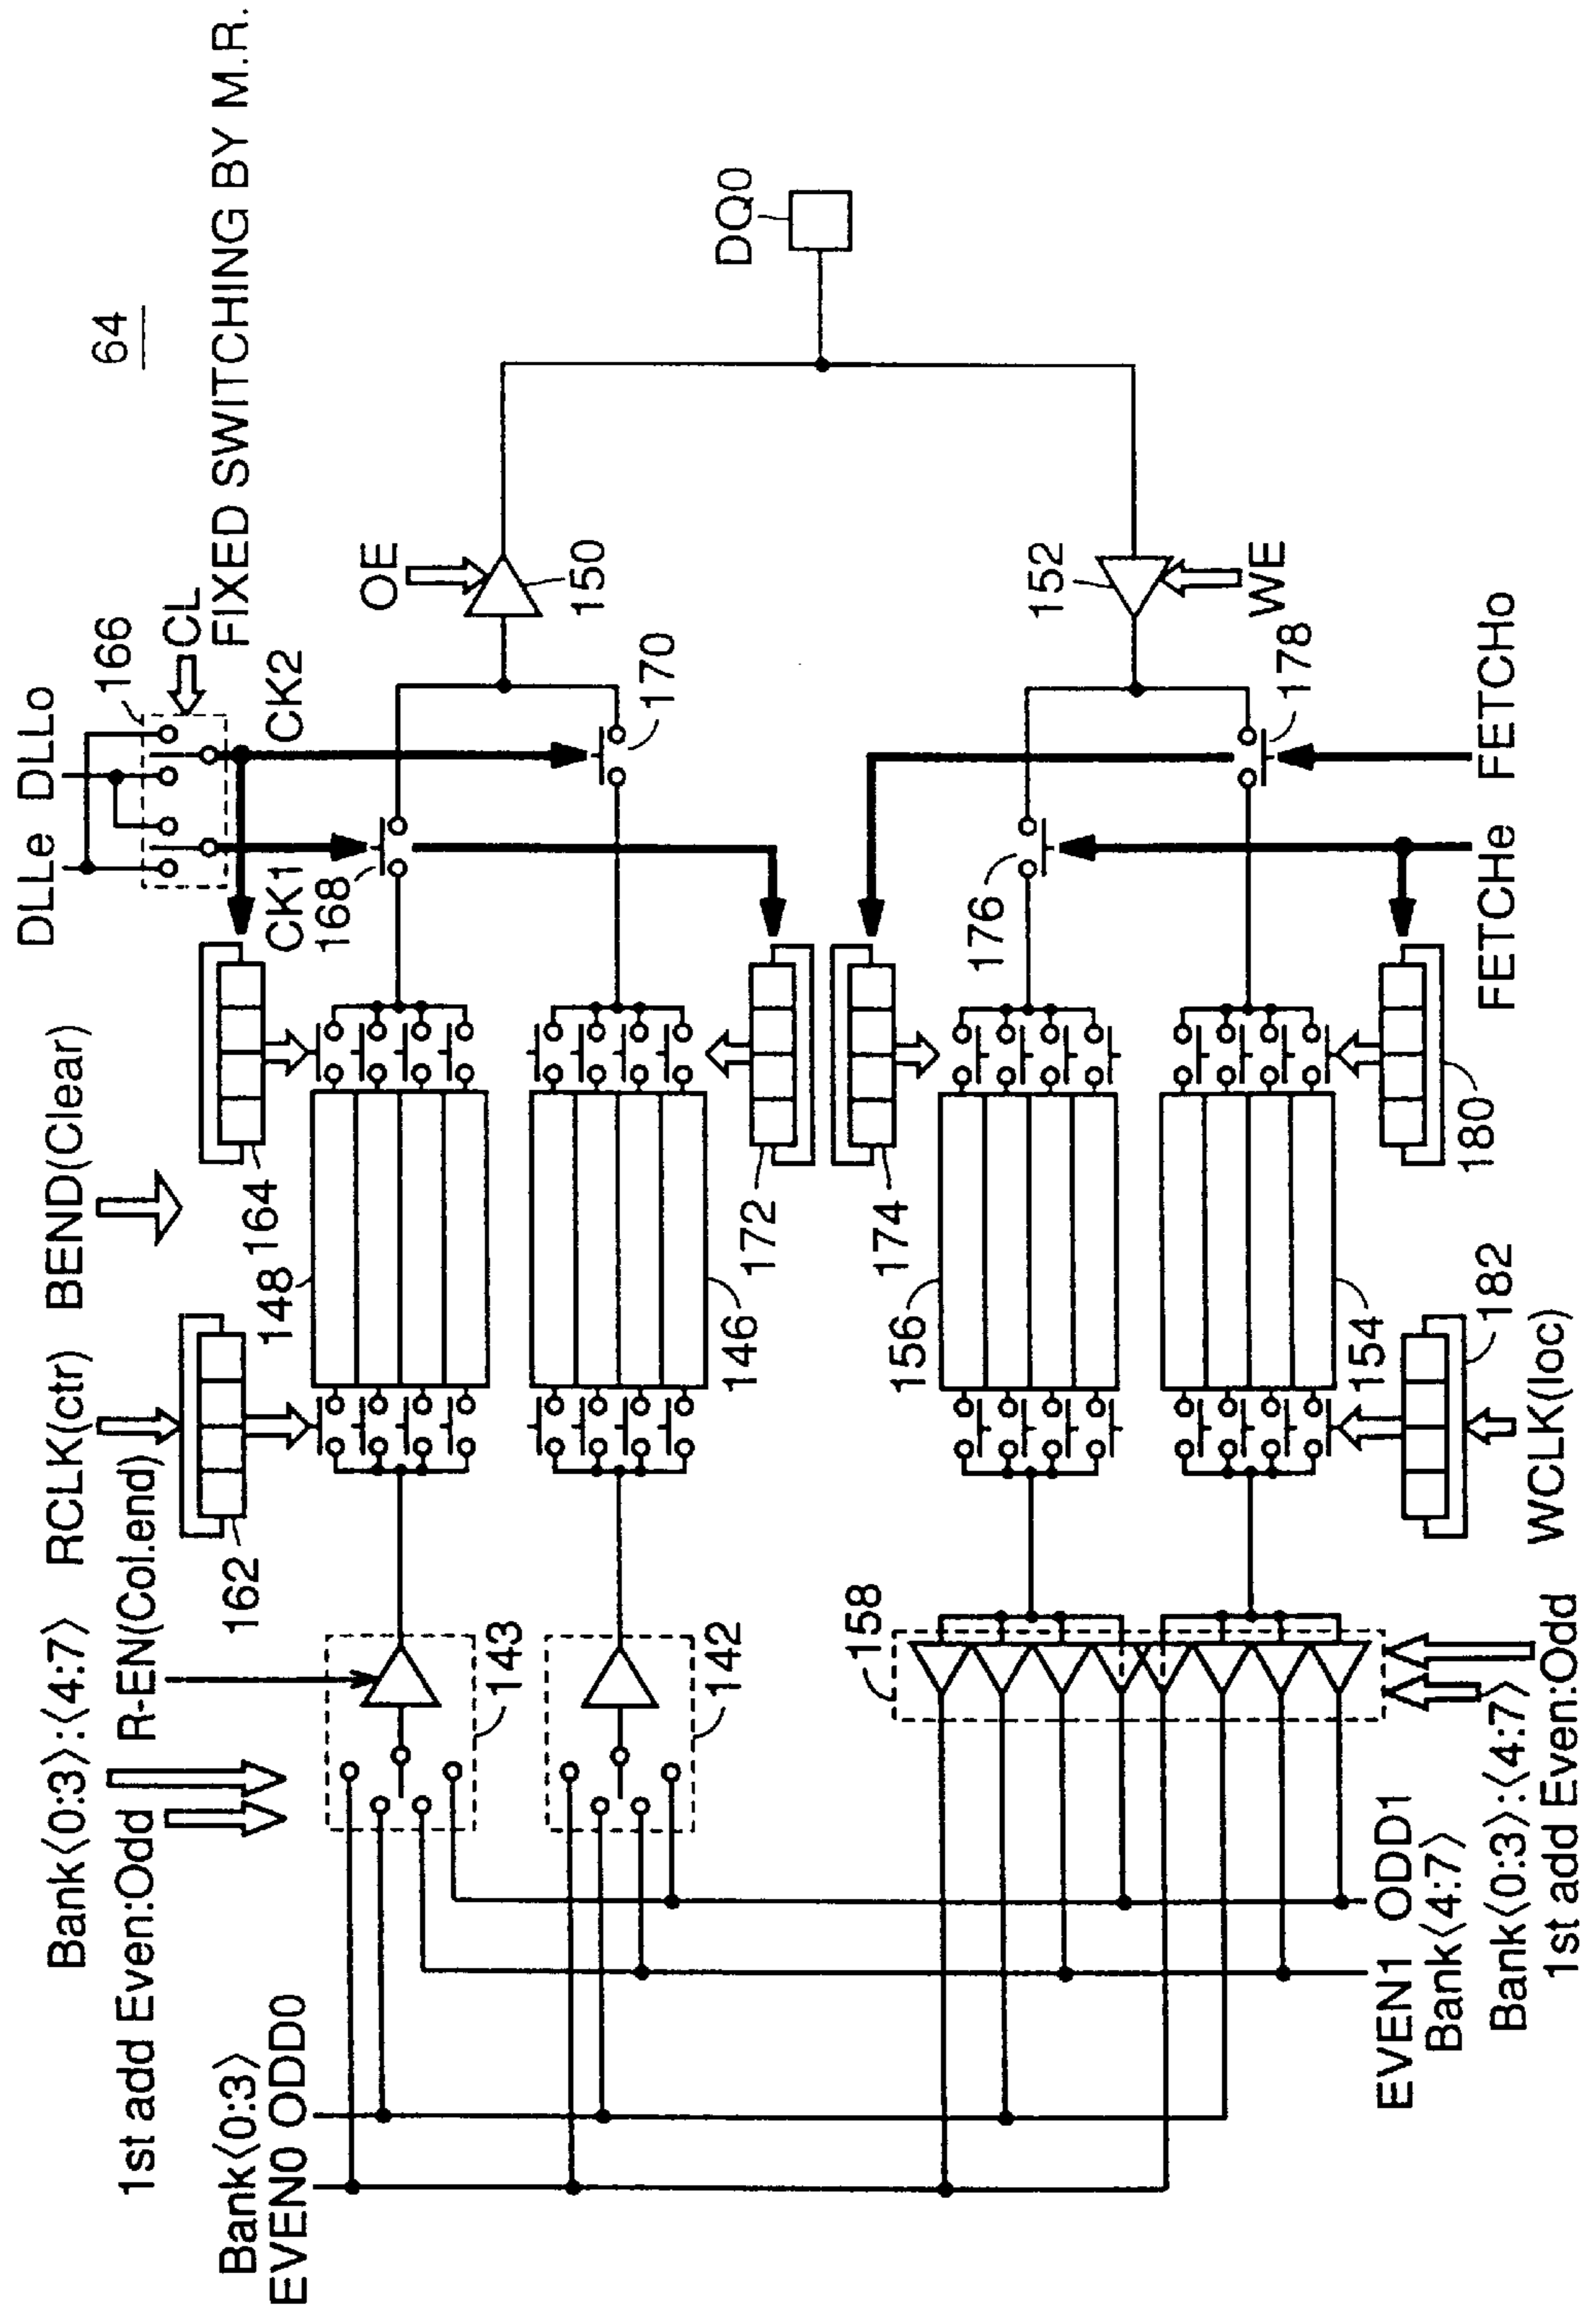 64
Bank〈0:3〉:〈4:7〉
RCLK(ctr)
BEND(Clear)
DLLe
DLLo
1st add Even:Odd
R-EN(Col.end)
166
CL
FIXED SWITCHING BY M.R.
Bank〈0:3〉
EVEN0
ODD0
162
164
148
CK1
CK2
168
OE
150
170
143
142
146
172
174
DQ0
158
156
154
182
180
176
178
152
WE
EVEN1
ODD1
Bank〈4:7〉
Bank〈0:3〉:〈4:7〉
1st add Even:Odd
WCLK(loc)
FETCHe
FETCHo